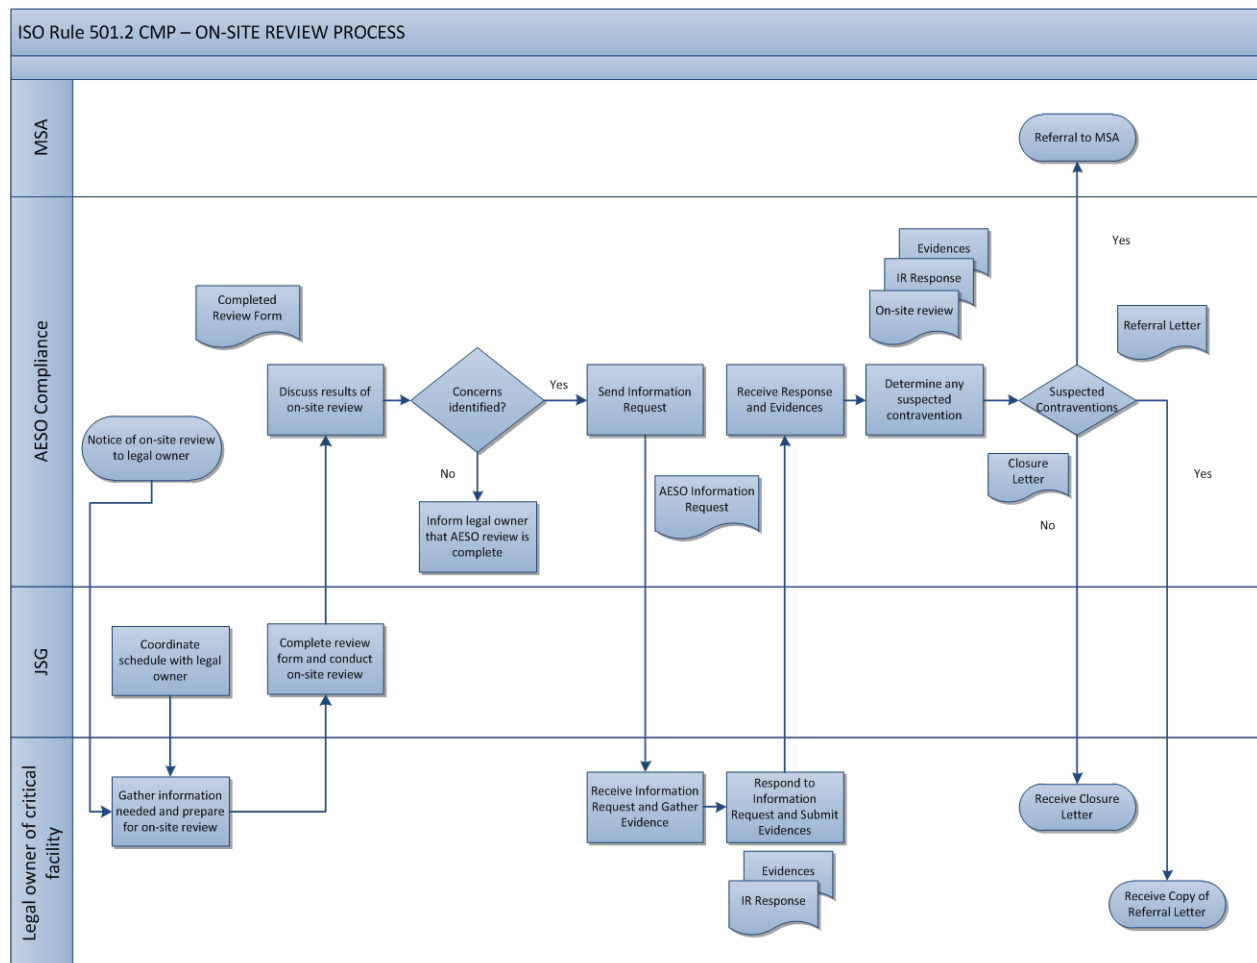 ISO Rule 501.2 CMP – ON-SITE REVIEW PROCESS
MSA
Referral to MSA
AESO Compliance
Notice of on-site review
to legal owner
Completed
Review Form
Discuss results of
on-site review
Concerns
identified?
Yes
No
Inform legal owner
that AESO review is
complete
Send Information
Request
AESO Information
Request
Receive Response
and Evidences
Evidences
IR Response
On-site review
Determine any
suspected
contravention
Suspected
Contraventions
Yes
Referral Letter
Closure
Letter
No
Yes
JSG
Coordinate
schedule with legal
owner
Complete review
form and conduct
on-site review
Legal owner of critical
facility
Gather information
needed and prepare
for on-site review
Receive Information
Request and Gather
Evidence
Respond to
Information
Request and Submit
Evidences
Evidences
IR Response
Receive Closure
Letter
Receive Copy of
Referral Letter